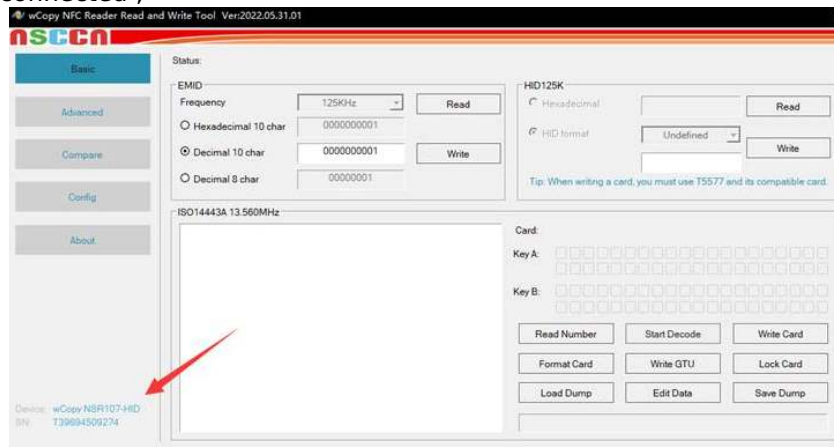 connected ,
wCopy NFC Reader Read and Write Tool Ver:2022.05.31.01
nsccn
Basic
Advanced
Compare
Config
About
Device: wCopy NSR107-HID
SN: T39694509274
Status:
EMID
Frequency 125KHz Read
Hexadecimal 10 char 0000000001
Decimal 10 char 0000000001 Write
Decimal 8 char 00000001
HID125K
Hexadecimal Read
HID format Undefined Write
Tip: When writing a card, you must use T5577 and its compatible card.
ISO14443A 13.560MHz
Card:
Key A:
Key B:
Read Number Start Decode Write Card
Format Card Write GTU Lock Card
Load Dump Edit Data Save Dump